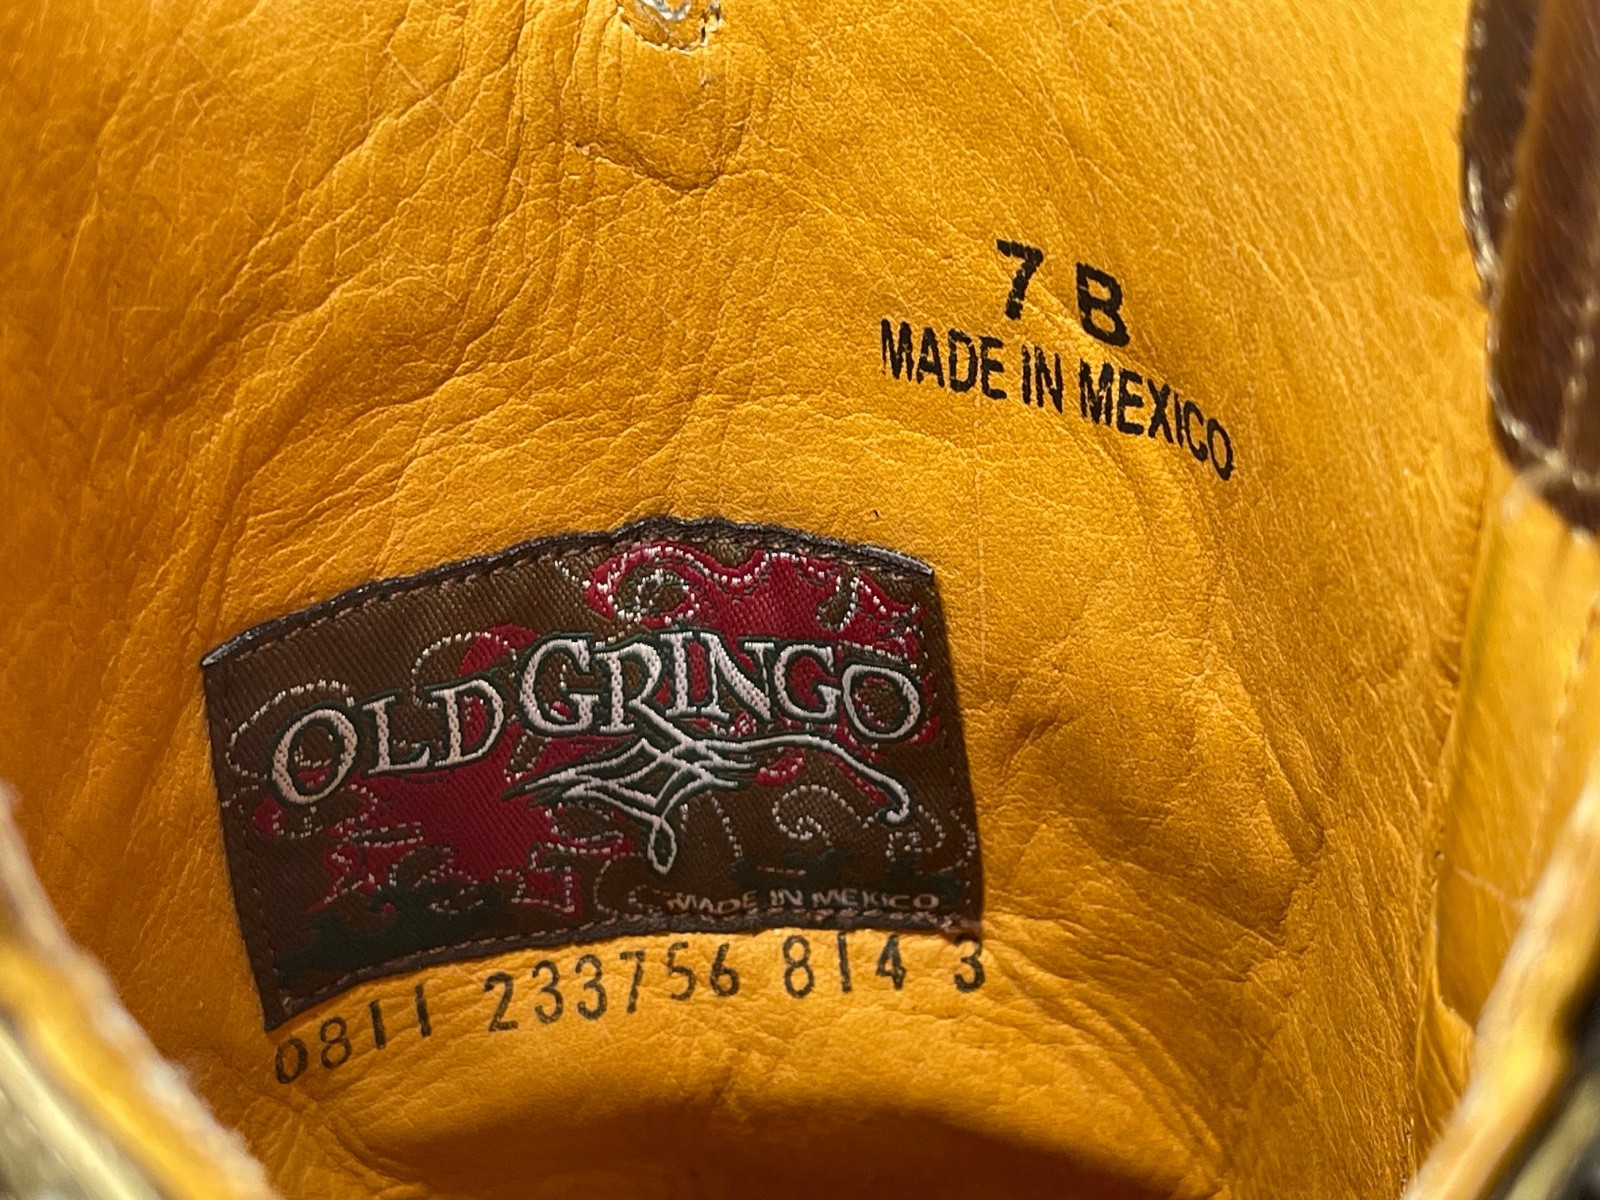 7 B
MADE IN MEXICO
OLD GRINGO
MADE IN MEXICO
0811 233756 814 3